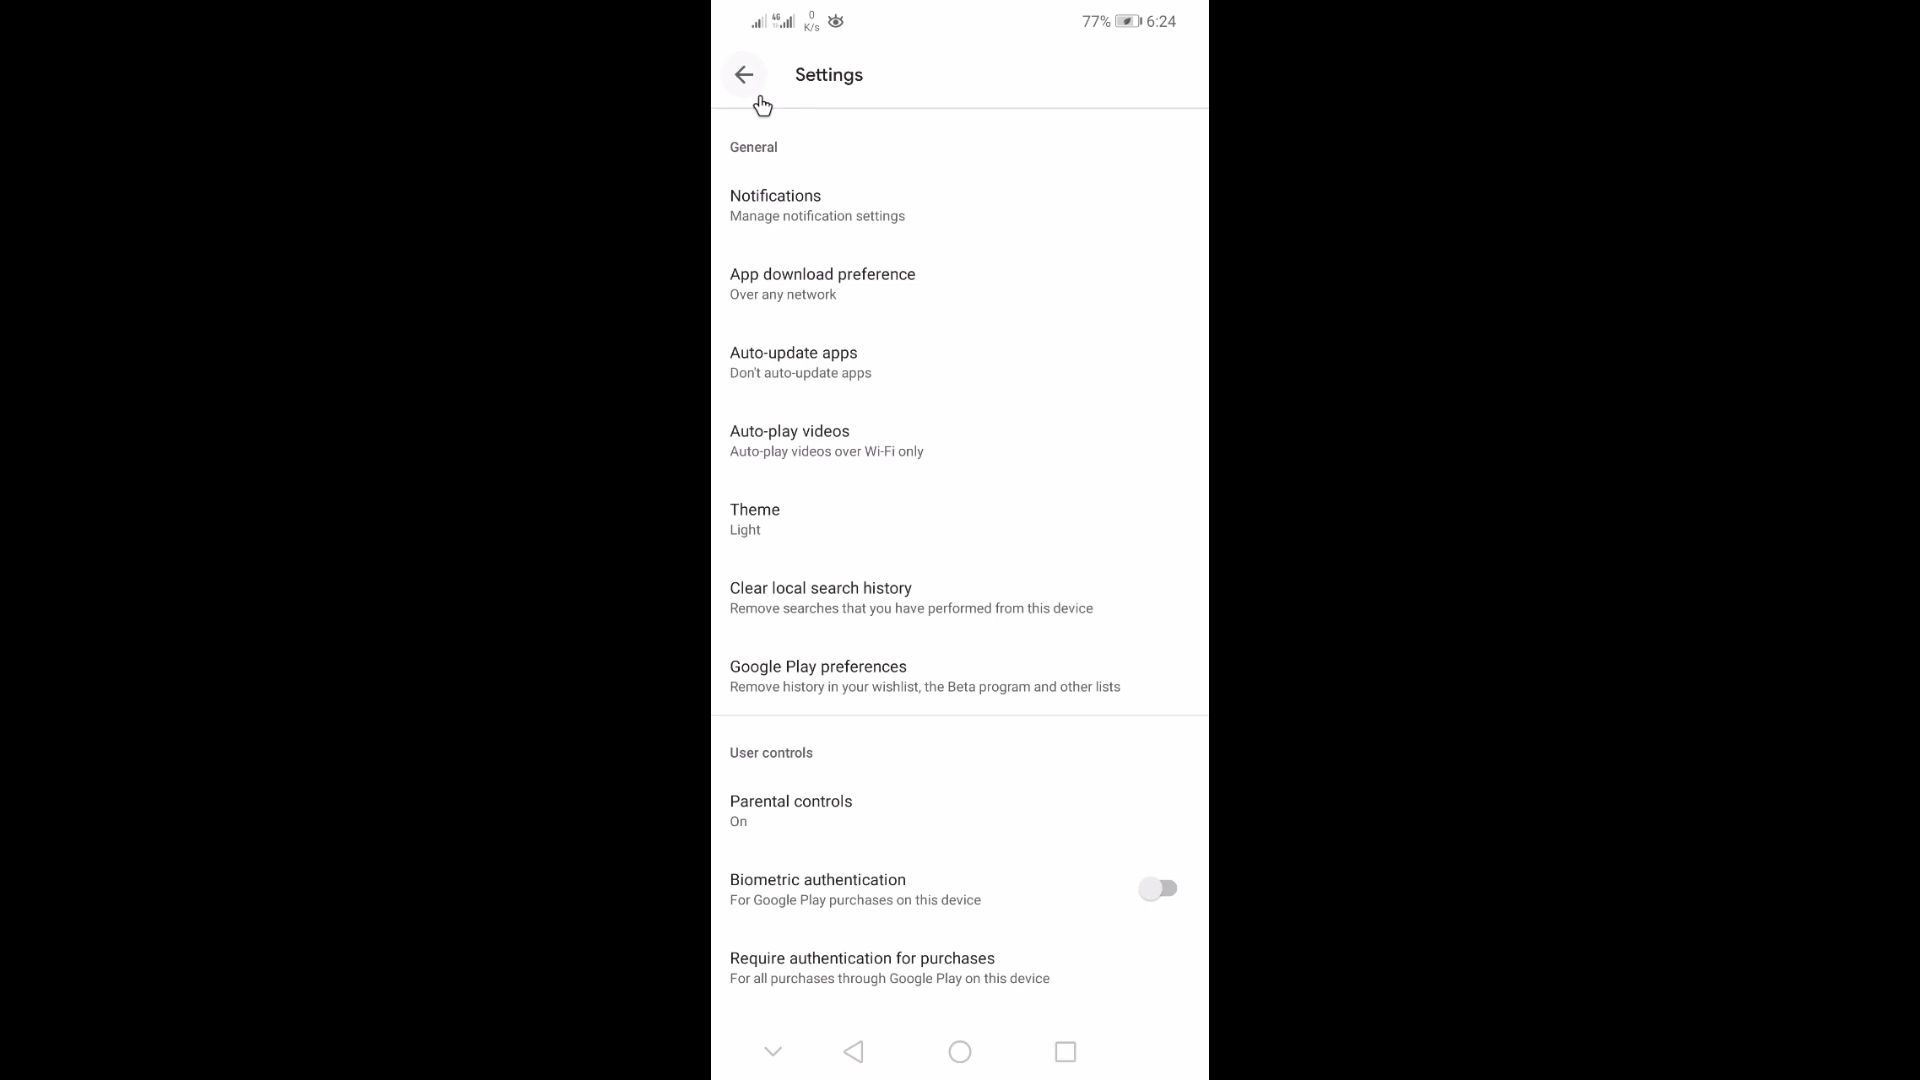 4G 0 K/s 77% 6:24
Settings
General
Notifications
Manage notification settings
App download preference
Over any network
Auto-update apps
Don't auto-update apps
Auto-play videos
Auto-play videos over Wi-Fi only
Theme
Light
Clear local search history
Remove searches that you have performed from this device
Google Play preferences
Remove history in your wishlist, the Beta program and other lists
User controls
Parental controls
On
Biometric authentication
For Google Play purchases on this device
Require authentication for purchases
For all purchases through Google Play on this device